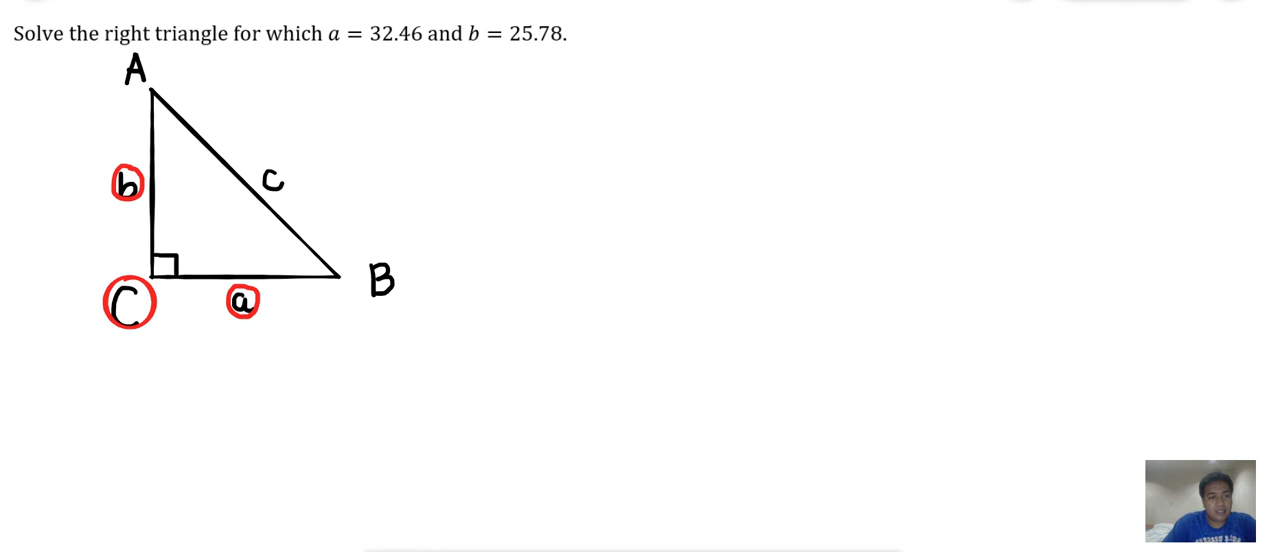 Solve the right triangle for which a = 32.46 and b = 25.78.
A
b
c
B
C
a